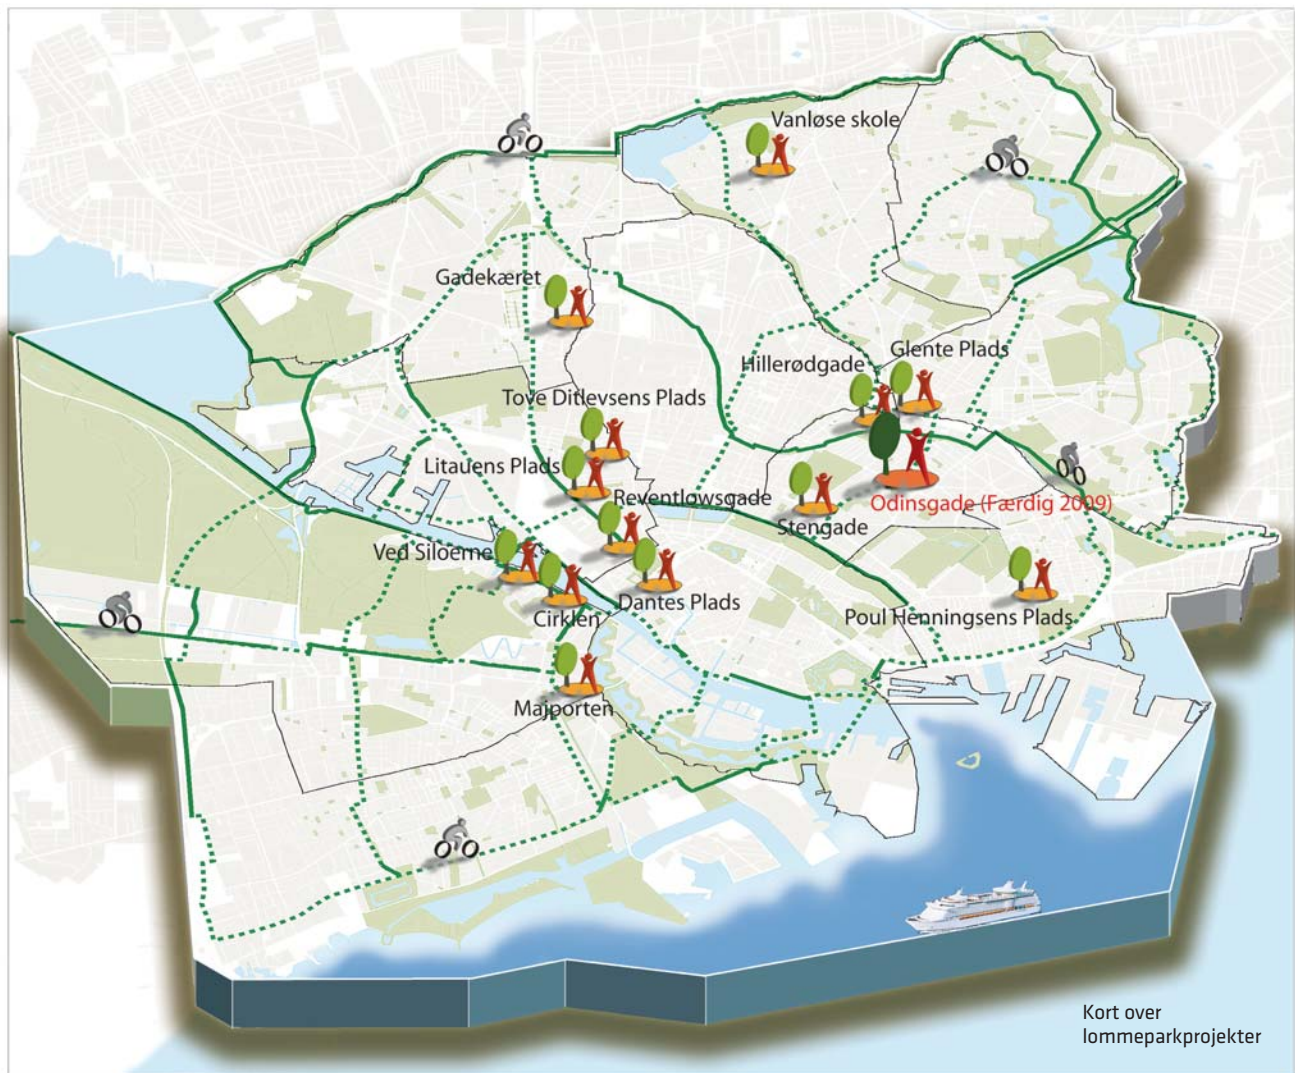 Vanløse skole
Gadekæret
Glente Plads
Hillerødgade
Tove Ditlevsens Plads
Litauens Plads
Reventlowsgade
Odinsgade (Færdig 2009)
Stengade
Ved Siloerne
Dantes Plads
Cirklen
Poul Henningsens Plads
Majporten
Kort over
lommeparkprojekter